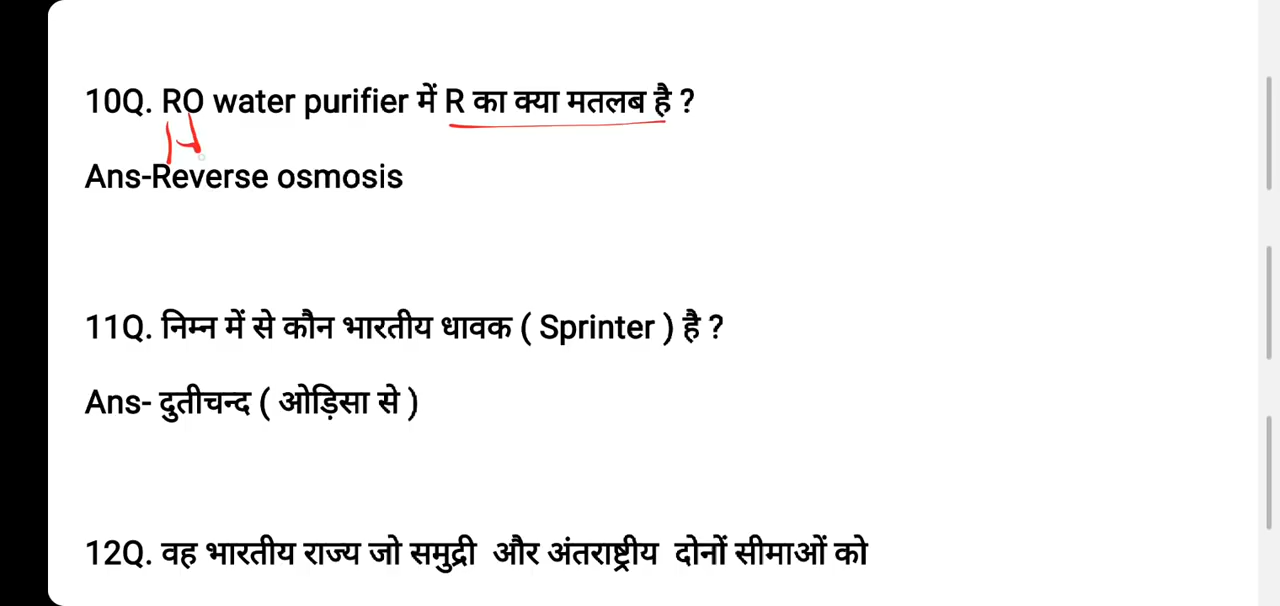 10Q. RO water purifier में R का क्या मतलब है ?
Ans-Reverse osmosis
11Q. निम्न में से कौन भारतीय धावक ( Sprinter ) है ?
Ans- दुतीचन्द ( ओड़िसा से )
12Q. वह भारतीय राज्य जो समुद्री और अंतराष्ट्रीय दोनों सीमाओं को